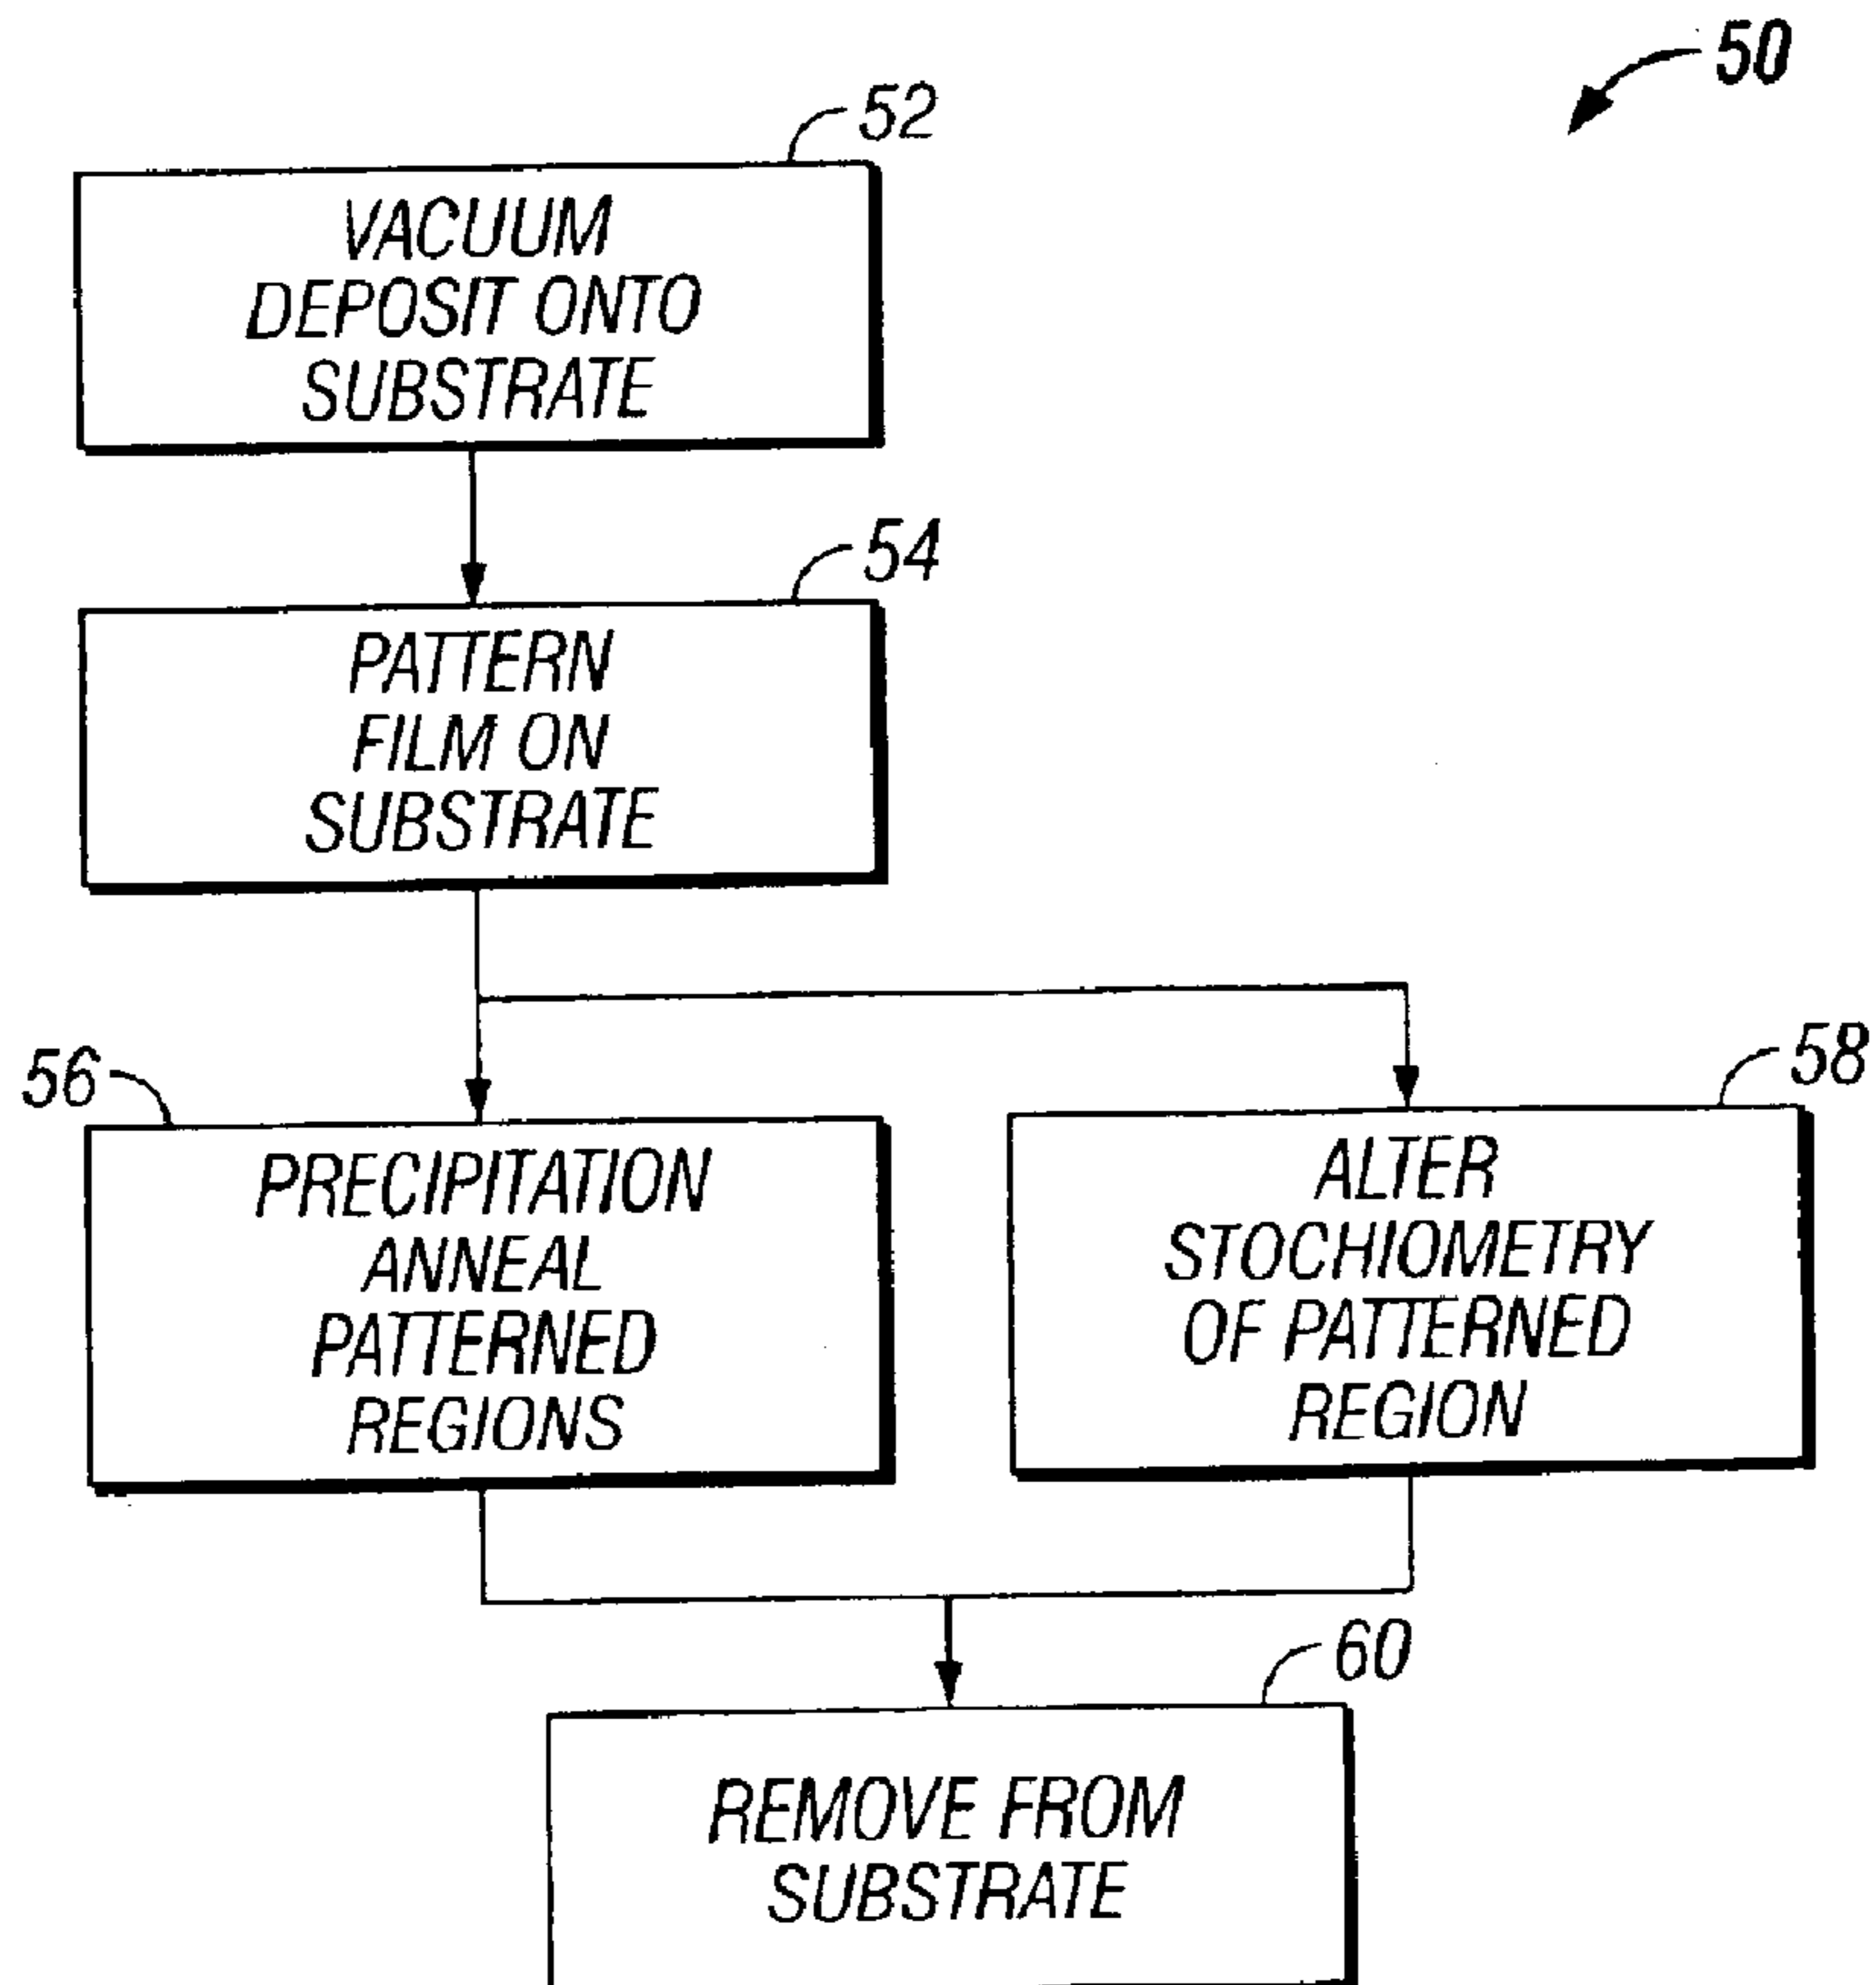 50
52
VACUUM
DEPOSIT ONTO
SUBSTRATE
54
PATTERN
FILM ON
SUBSTRATE
56
PRECIPITATION
ANNEAL
PATTERNED
REGIONS
58
ALTER
STOCHIOMETRY
OF PATTERNED
REGION
60
REMOVE FROM
SUBSTRATE